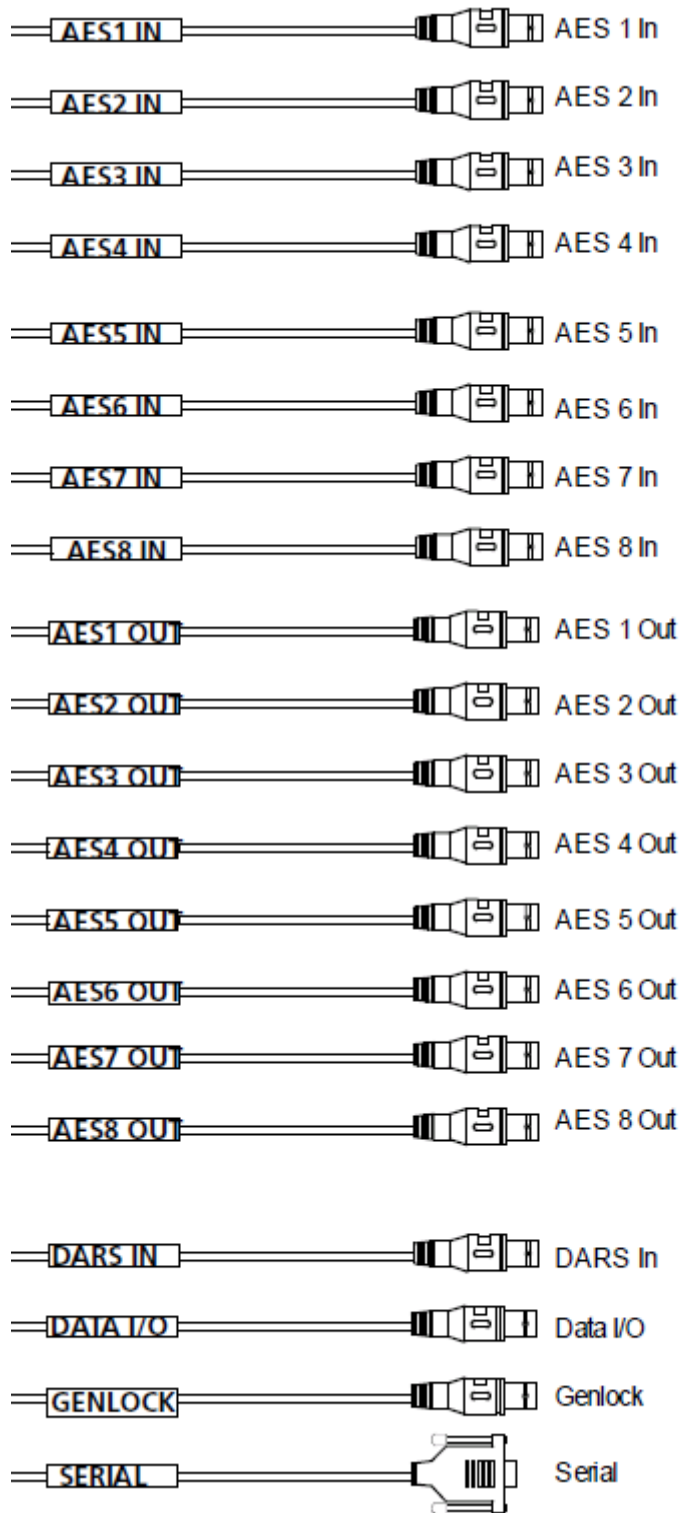 AES1 IN AES 1 In
AES2 IN AES 2 In
AES3 IN AES 3 In
AES4 IN AES 4 In
AES5 IN AES 5 In
AES6 IN AES 6 In
AES7 IN AES 7 In
AES8 IN AES 8 In
AES1 OUT AES 1 Out
AES2 OUT AES 2 Out
AES3 OUT AES 3 Out
AES4 OUT AES 4 Out
AES5 OUT AES 5 Out
AES6 OUT AES 6 Out
AES7 OUT AES 7 Out
AES8 OUT AES 8 Out
DARS IN DARS In
DATA I/O Data I/O
GENLOCK Genlock
SERIAL Serial